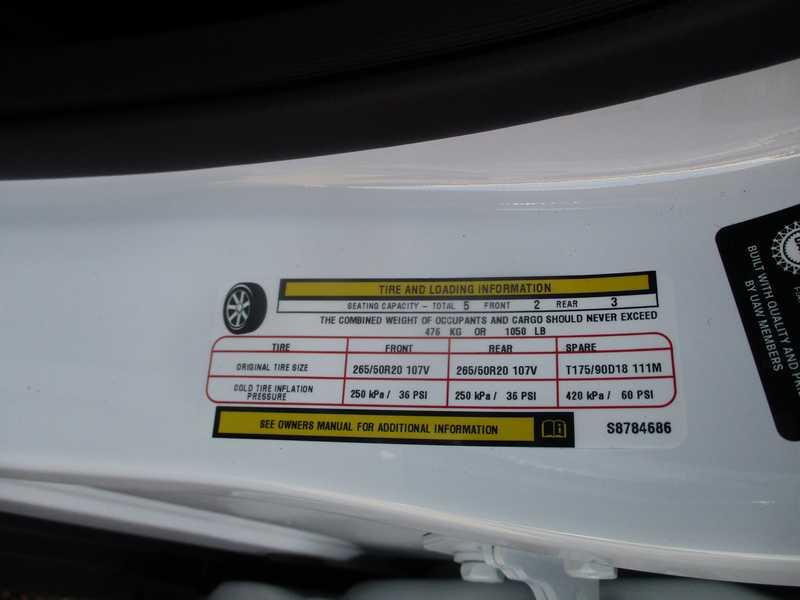 TIRE AND LOADING INFORMATION
SEATING CAPACITY – TOTAL 5 FRONT 2 REAR 3
THE COMBINED WEIGHT OF OCCUPANTS AND CARGO SHOULD NEVER EXCEED
476 KG OR 1050 LB
TIRE FRONT REAR SPARE
ORIGINAL TIRE SIZE 265/50R20 107V 265/50R20 107V T175/90D18 111M
COLD TIRE INFLATION PRESSURE 250 kPa / 36 PSI 250 kPa / 36 PSI 420 kPa / 60 PSI
SEE OWNERS MANUAL FOR ADDITIONAL INFORMATION
S8784686
BUILT WITH QUALITY AND
BY UAW MEMBERS